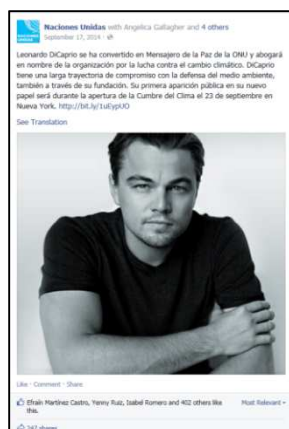 Naciones Unidas with Angelica Gallagher and 4 others
September 17, 2014
Leonardo DiCaprio se ha convertido en Mensajero de la Paz de la ONU y abogará
en nombre de la organización por la lucha contra el cambio climático. DiCaprio
tiene una larga trayectoria de compromiso con la defensa del medio ambiente,
también a través de su fundación. Su primera aparición pública en su nuevo
papel será durante la apertura de la Cumbre del Clima el 23 de septiembre en
Nueva York. http://bit.ly/1uEypUO
See Translation
Like · Comment · Share
Efraín Martínez Castro, Yenny Ruiz, Isabel Romero and 402 others like
this.
Most Relevant
247 shares